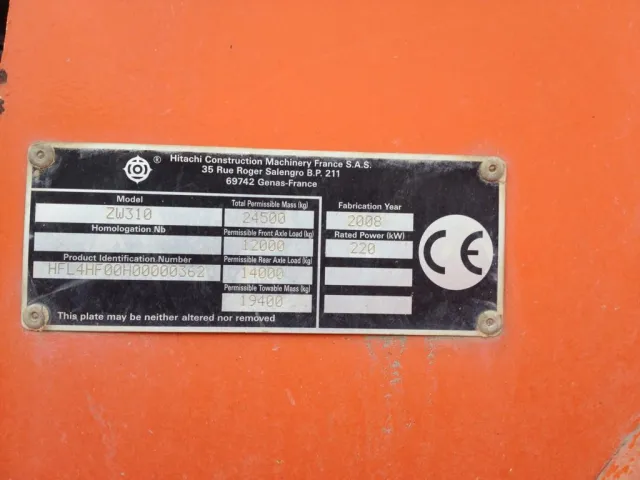 ® Hitachi Construction Machinery France S.A.S.
35 Rue Roger Salengro B.P. 211
69742 Genas-France
Model
ZW310
Homologation Nb
Product Identification Number
HFL4HF00H00000362
Total Permissible Mass (kg)
24500
Permissible Front Axle Load (kg)
12000
Permissible Rear Axle Load (kg)
14000
Permissible Towable Mass (kg)
19400
Fabrication Year
2008
Rated Power (kW)
220
CE
This plate may be neither altered nor removed